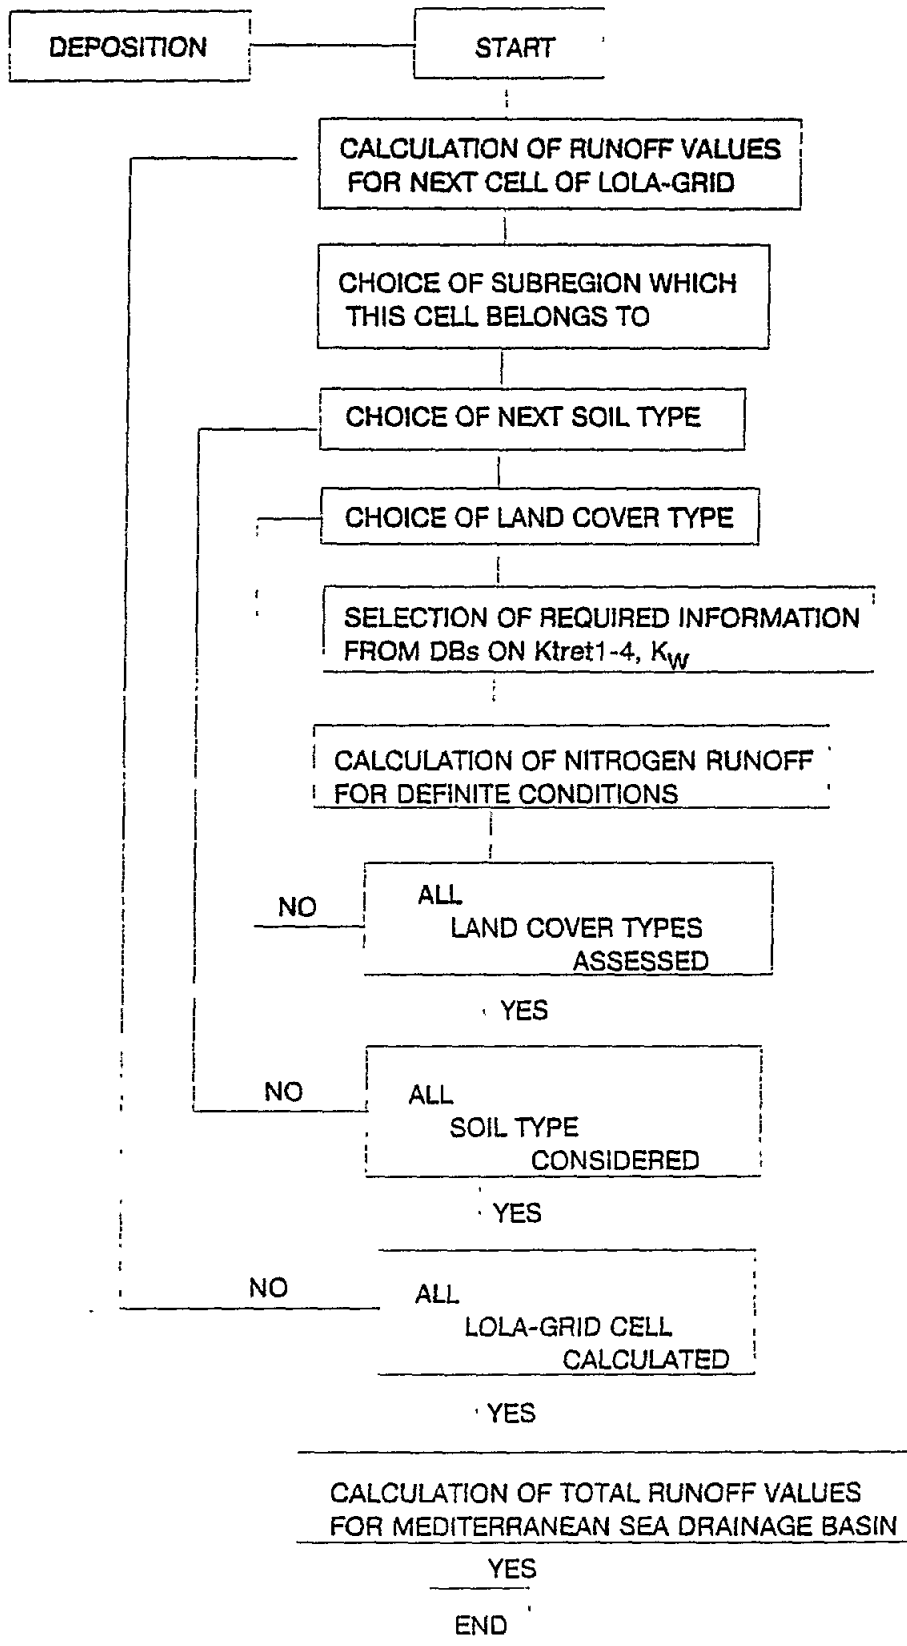 DEPOSITION
START
CALCULATION OF RUNOFF VALUES
FOR NEXT CELL OF LOLA-GRID
CHOICE OF SUBREGION WHICH
THIS CELL BELONGS TO
CHOICE OF NEXT SOIL TYPE
CHOICE OF LAND COVER TYPE
SELECTION OF REQUIRED INFORMATION
FROM DBs ON Ktret1-4, KW
CALCULATION OF NITROGEN RUNOFF
FOR DEFINITE CONDITIONS
NO
ALL
LAND COVER TYPES
ASSESSED
YES
NO
ALL
SOIL TYPE
CONSIDERED
YES
NO
ALL
LOLA-GRID CELL
CALCULATED
YES
CALCULATION OF TOTAL RUNOFF VALUES
FOR MEDITERRANEAN SEA DRAINAGE BASIN
YES
END